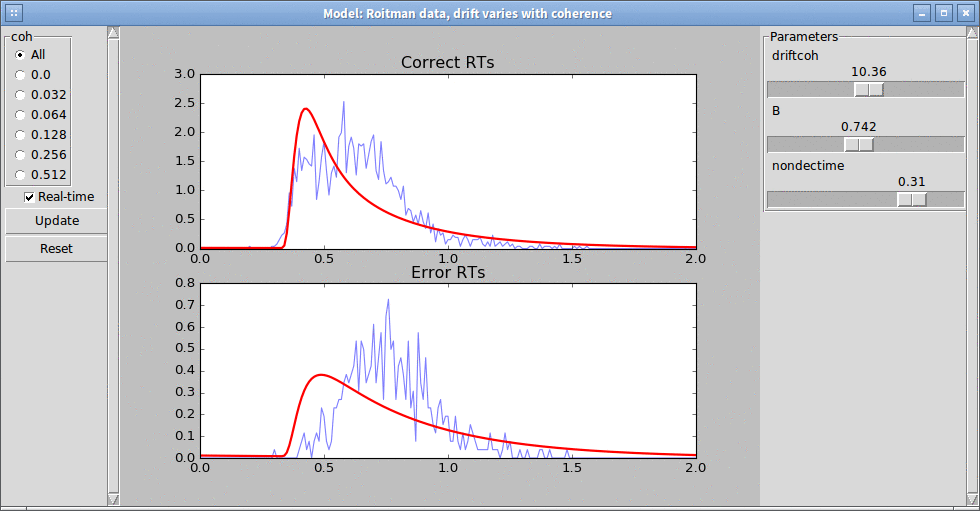 Model: Roitman data, drift varies with coherence
coh
All
0.0
0.032
0.064
0.128
0.256
0.512
Real-time
Update
Reset
Correct RTs
3.0
2.5
2.0
1.5
1.0
0.5
0.0
0.0 0.5 1.0 1.5 2.0
Error RTs
0.8
0.7
0.6
0.5
0.4
0.3
0.2
0.1
0.0
0.0 0.5 1.0 1.5 2.0
Parameters
driftcoh
10.36
B
0.742
nondectime
0.31